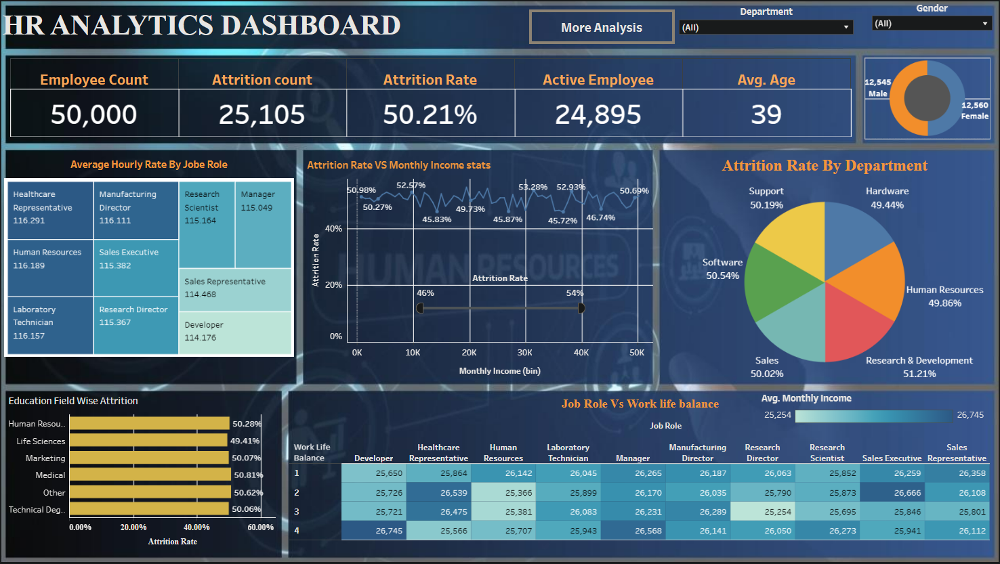 HR ANALYTICS DASHBOARD
More Analysis
Department
(All)
Gender
(All)
Employee Count
Attrition count
Attrition Rate
Active Employee
Avg. Age
50,000
25,105
50.21%
24,895
39
12,545
Male
12,560
Female
Average Hourly Rate By Jobe Role
Healthcare
Representative
116.291
Manufacturing
Director
116.111
Research
Scientist
115.164
Manager
115.049
Human Resources
116.189
Sales Executive
115.382
Sales Representative
114.468
Laboratory
Technician
116.157
Research Director
115.367
Developer
114.176
Attrition Rate VS Monthly Income stats
50.98%
50.27%
52.57%
45.83%
49.73%
45.87%
53.28%
45.72%
52.93%
46.74%
50.69%
Attrition Rate
40%
20%
0%
HUMAN RESOURCES
Attrition Rate
46%
54%
0K
10K
20K
30K
40K
50K
Monthly Income (bin)
Attrition Rate By Department
Support
50.19%
Hardware
49.44%
Software
50.54%
Human Resources
49.86%
Sales
50.02%
Research & Development
51.21%
Education Field Wise Attrition
Human Resou..
50.28%
Life Sciences
49.41%
Marketing
50.07%
Medical
50.81%
Other
50.62%
Technical Deg..
50.06%
0.00%
20.00%
40.00%
60.00%
Attrition Rate
Job Role Vs Work life balance
Avg. Monthly Income
25,254
26,745
Job Role
Work Life
Balance
Developer
Healthcare
Representative
Human
Resources
Laboratory
Technician
Manager
Manufacturing
Director
Research
Director
Research
Scientist
Sales Executive
Sales
Representative
1 25,650 25,864 26,142 26,045 26,265 26,187 26,063 25,852 26,259 26,358
2 25,726 26,539 25,366 25,899 26,170 26,035 25,790 25,873 26,666 26,108
3 25,721 26,475 25,381 26,083 26,231 26,289 25,254 25,695 25,846 25,801
4 26,745 25,566 25,707 25,943 26,568 26,141 26,050 26,273 25,941 26,112